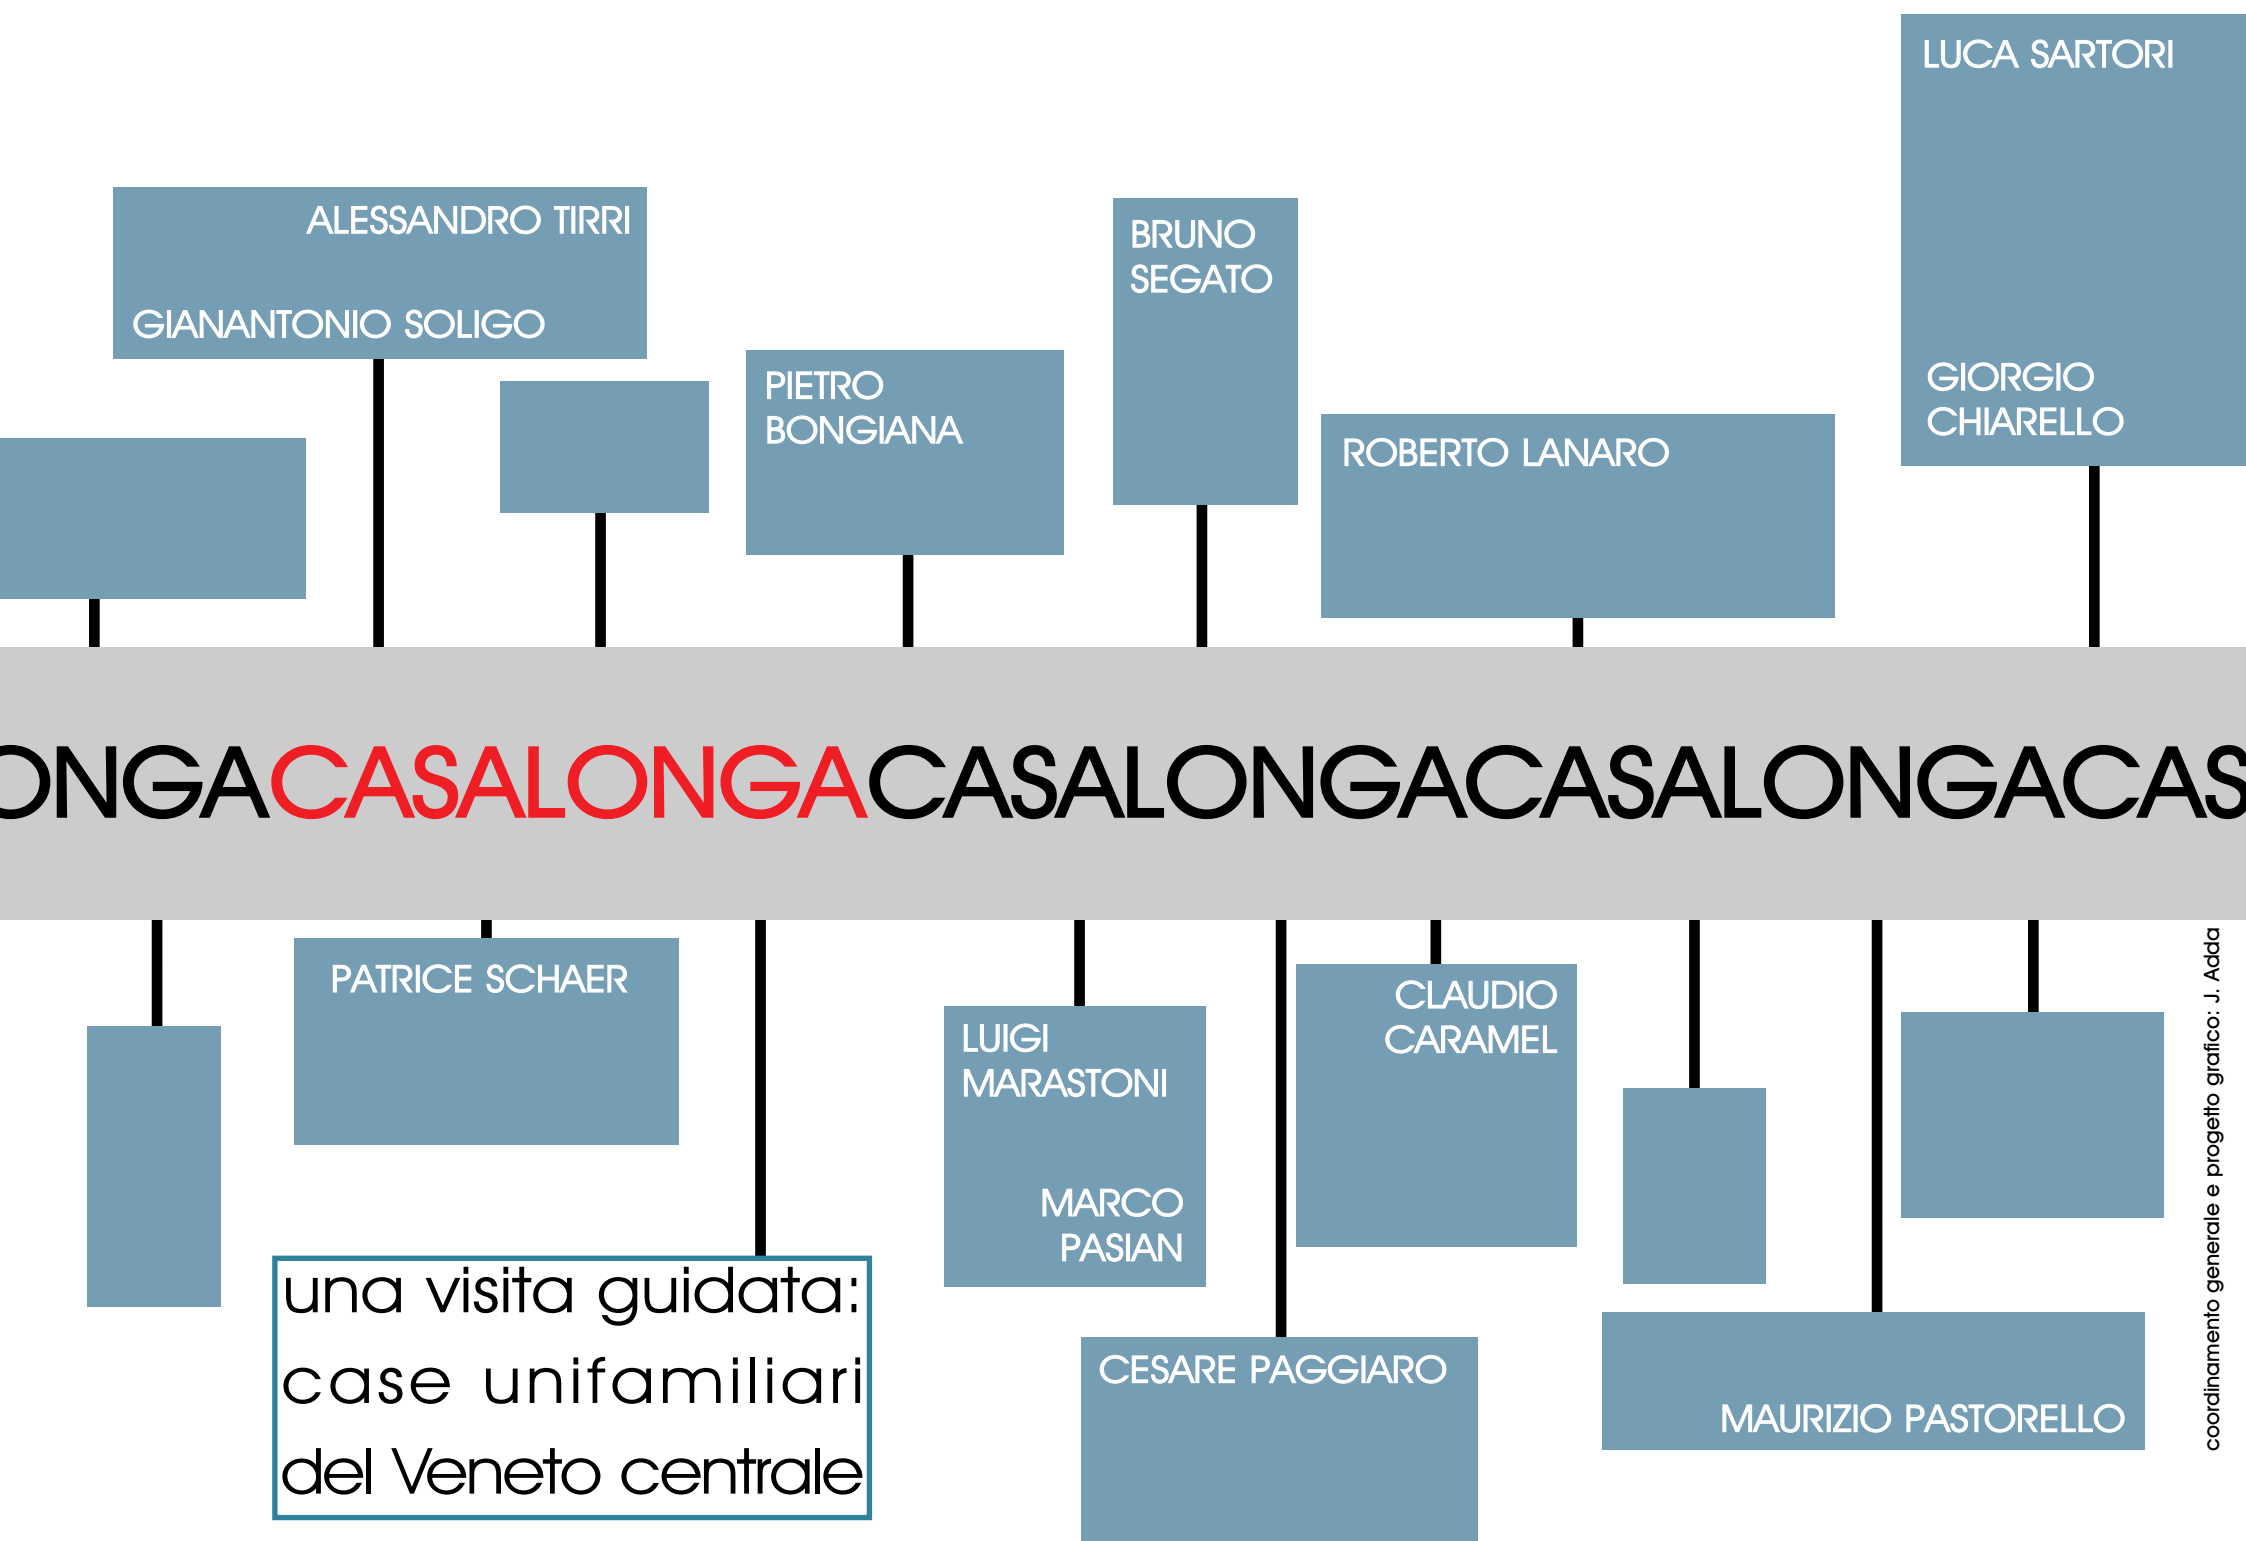 LUCA SARTORI
ALESSANDRO TIRRI
GIANANTONIO SOLIGO
BRUNO
SEGATO
PIETRO
BONGIANA
GIORGIO
CHIARELLO
ROBERTO LANARO
ONGACASALONGACASALONGACASALONGACAS
PATRICE SCHAER
LUIGI
MARASTONI
MARCO
PASIAN
CLAUDIO
CARAMEL
CESARE PAGGIARO
MAURIZIO PASTORELLO
una visita guidata:
case unifamiliari
del Veneto centrale
coordinamento generale e progetto grafico: J. Adda